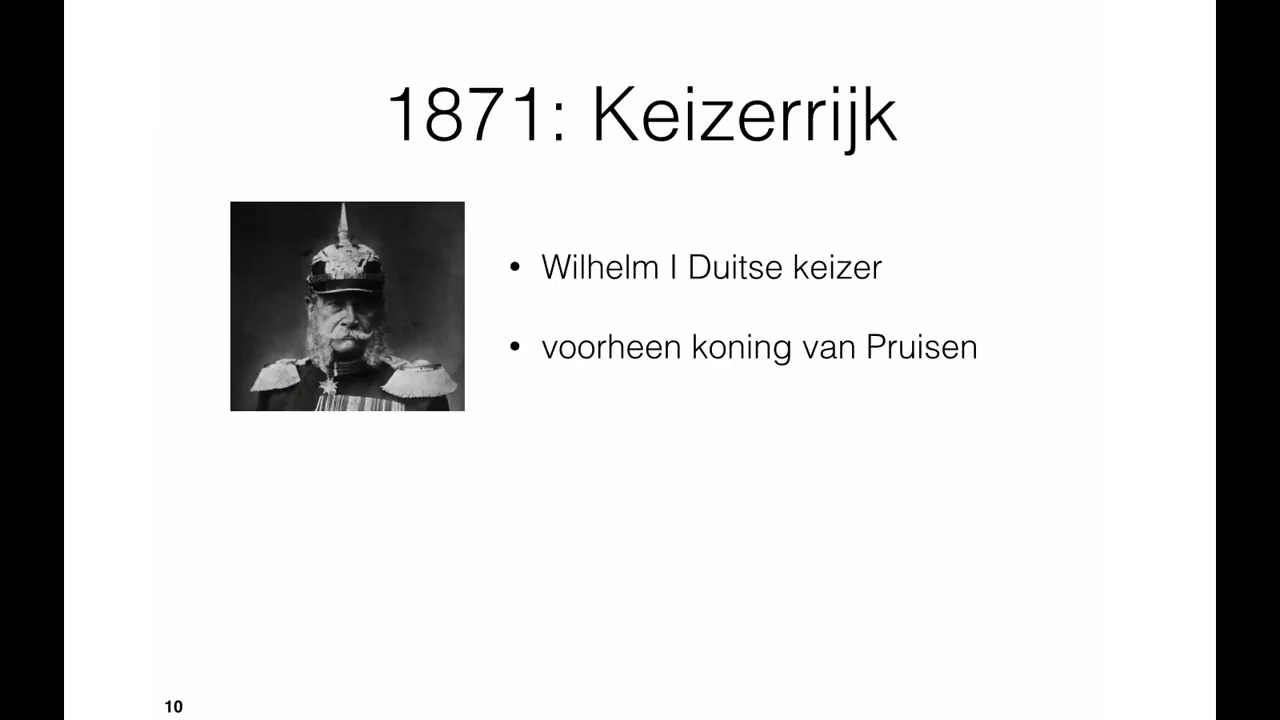 1871: Keizerrijk
• Wilhelm I Duitse keizer
• voorheen koning van Pruisen
10